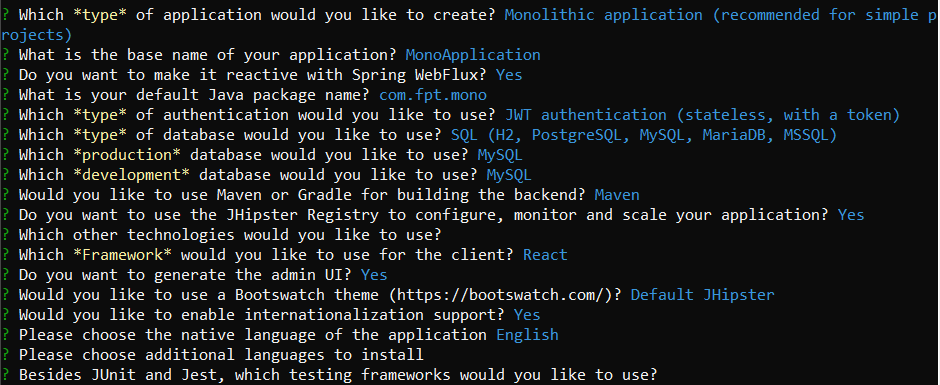 ? Which *type* of application would you like to create? Monolithic application (recommended for simple p
rojects)
? What is the base name of your application? MonoApplication
? Do you want to make it reactive with Spring WebFlux? Yes
? What is your default Java package name? com.fpt.mono
? Which *type* of authentication would you like to use? JWT authentication (stateless, with a token)
? Which *type* of database would you like to use? SQL (H2, PostgreSQL, MySQL, MariaDB, MSSQL)
? Which *production* database would you like to use? MySQL
? Which *development* database would you like to use? MySQL
? Would you like to use Maven or Gradle for building the backend? Maven
? Do you want to use the JHipster Registry to configure, monitor and scale your application? Yes
? Which other technologies would you like to use?
? Which *Framework* would you like to use for the client? React
? Do you want to generate the admin UI? Yes
? Would you like to use a Bootswatch theme (https://bootswatch.com/)? Default JHipster
? Would you like to enable internationalization support? Yes
? Please choose the native language of the application English
? Please choose additional languages to install
? Besides JUnit and Jest, which testing frameworks would you like to use?